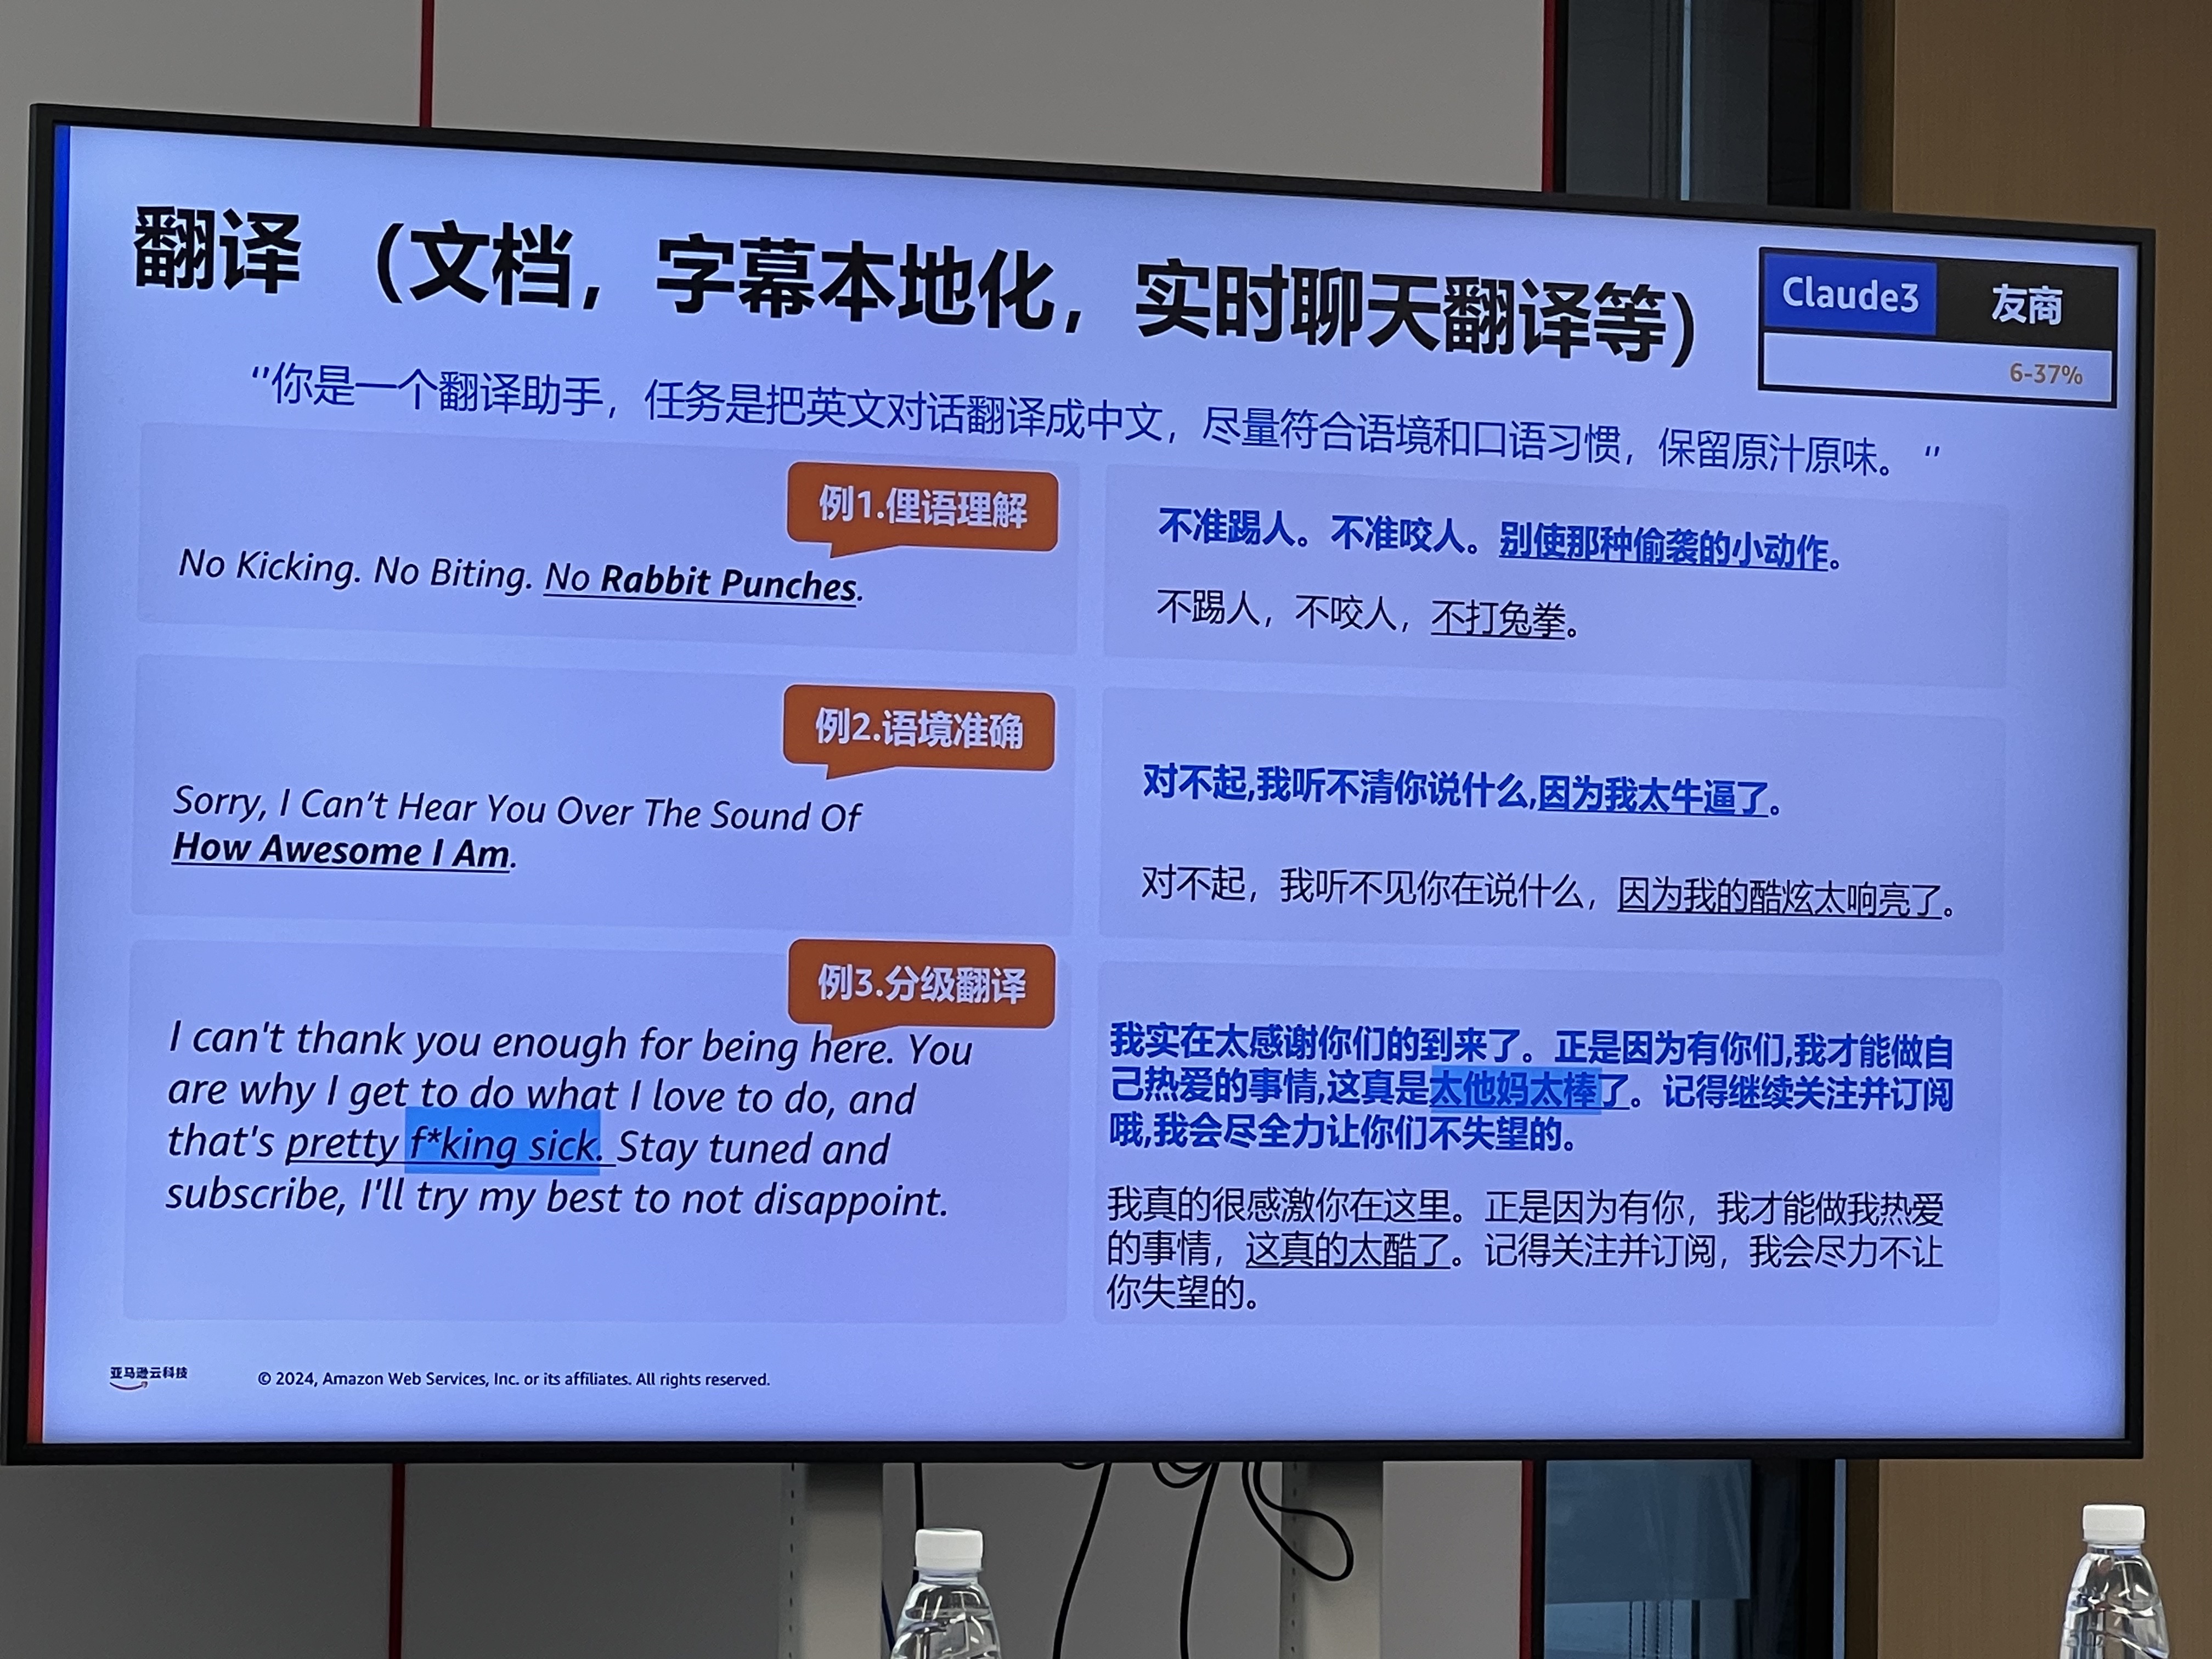 翻译 （文档，字幕本地化，实时聊天翻译等）
Claude3 友商
6-37%
“你是一个翻译助手，任务是把英文对话翻译成中文，尽量符合语境和口语习惯，保留原汁原味。”
例1.俚语理解
No Kicking. No Biting. No Rabbit Punches.
不准踢人。不准咬人。别使那种偷袭的小动作。
不踢人，不咬人，不打兔拳。
例2.语境准确
Sorry, I Can’t Hear You Over The Sound Of
How Awesome I Am.
对不起,我听不清你说什么,因为我太牛逼了。
对不起，我听不见你在说什么，因为我的酷炫太响亮了。
例3.分级翻译
I can't thank you enough for being here. You
are why I get to do what I love to do, and
that's pretty f*king sick. Stay tuned and
subscribe, I'll try my best to not disappoint.
我实在太感谢你们的到来了。正是因为有你们,我才能做自
己热爱的事情,这真是太他妈太棒了。记得继续关注并订阅
哦,我会尽全力让你们不失望的。
我真的很感激你在这里。正是因为有你，我才能做我热爱
的事情，这真的太酷了。记得关注并订阅，我会尽力不让
你失望的。
亚马逊云科技
© 2024, Amazon Web Services, Inc. or its affiliates. All rights reserved.